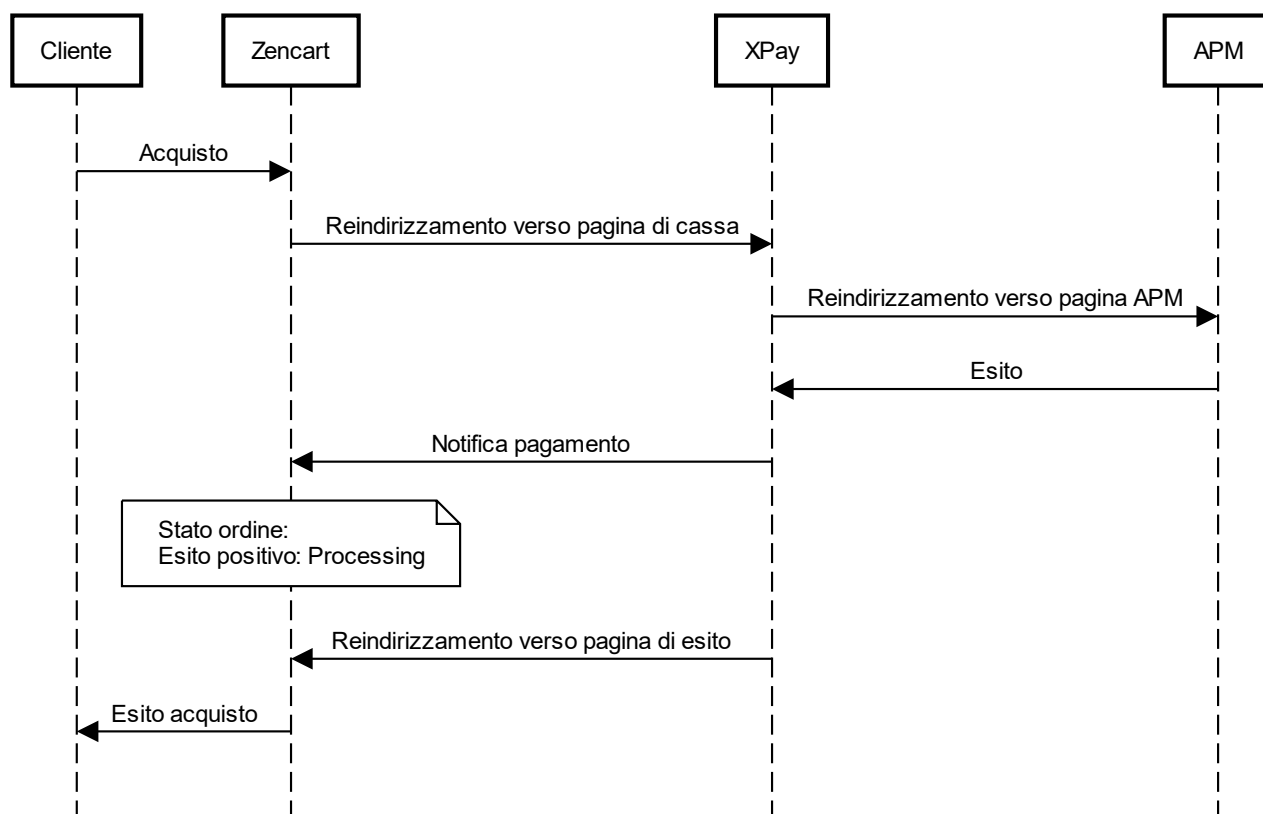 Cliente
Zencart
XPay
APM
Acquisto
Reindirizzamento verso pagina di cassa
Reindirizzamento verso pagina APM
Esito
Notifica pagamento
Stato ordine:
Esito positivo: Processing
Reindirizzamento verso pagina di esito
Esito acquisto